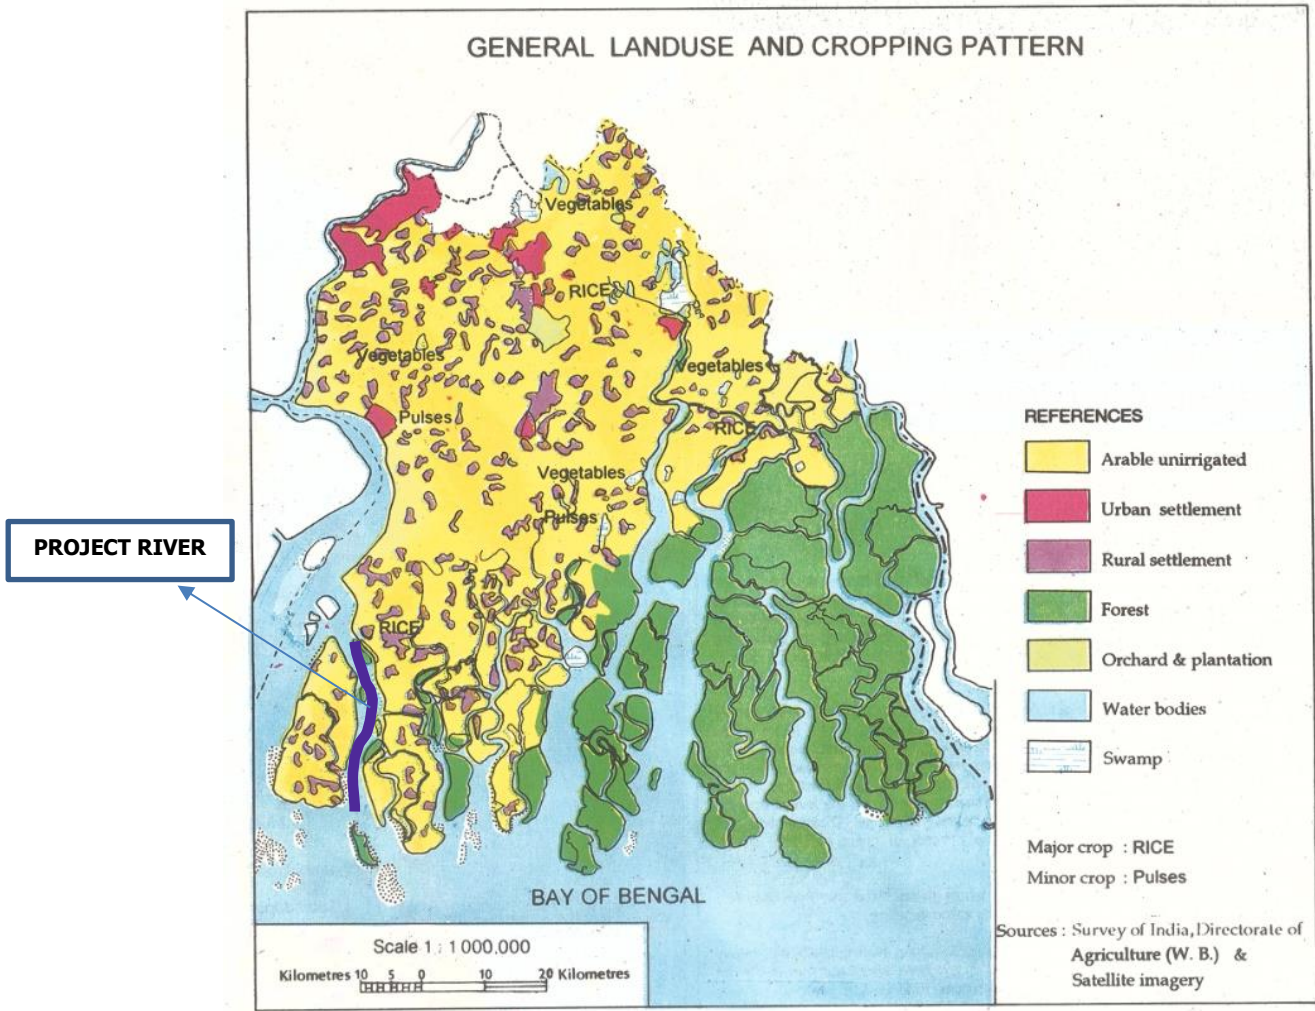 GENERAL LANDUSE AND CROPPING PATTERN
Vegetables
RICE
Vegetables
Vegetables
Pulses
RICE
Vegetables
Pulses
PROJECT RIVER
RICE
BAY OF BENGAL
Scale 1 : 1 000.000
Kilometres 10 5 0 10 20 Kilometres
REFERENCES
Arable unirrigated
Urban settlement
Rural settlement
Forest
Orchard & plantation
Water bodies
Swamp
Major crop : RICE
Minor crop : Pulses
Sources : Survey of India, Directorate of
Agriculture (W. B.) &
Satellite imagery